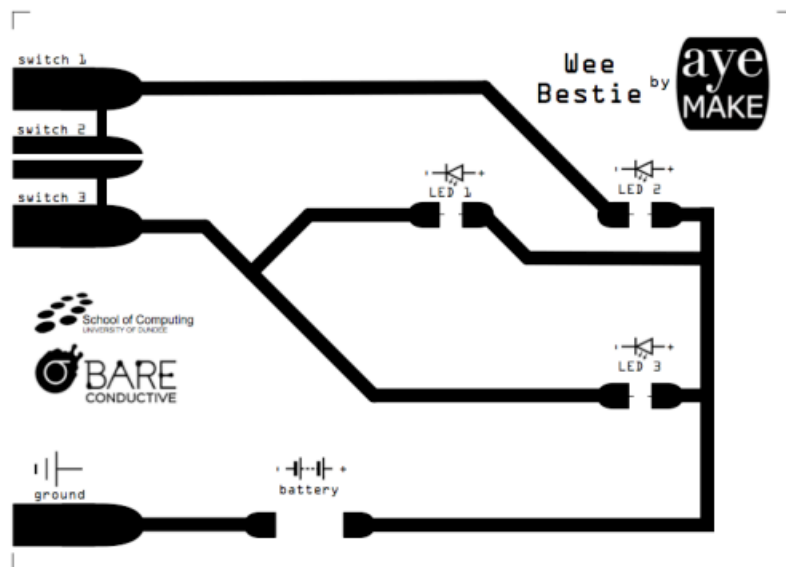 switch 1
Wee
Bestie
by
aye
MAKE
switch 2
- +
LED 1
- +
LED 2
switch 3
School of Computing
UNIVERSITY OF DUNDEE
BARE
CONDUCTIVE
- +
LED 3
ground
- +
battery